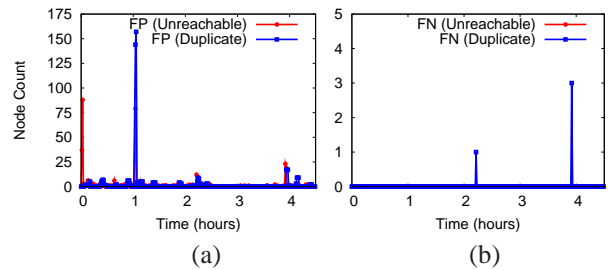 175
150
125
100
75
50
25
0
Node Count
FP (Unreachable)
FP (Duplicate)
0 1 2 3 4
Time (hours)
(a)
5
4
3
2
1
0
FN (Unreachable)
FN (Duplicate)
0 1 2 3 4
Time (hours)
(b)